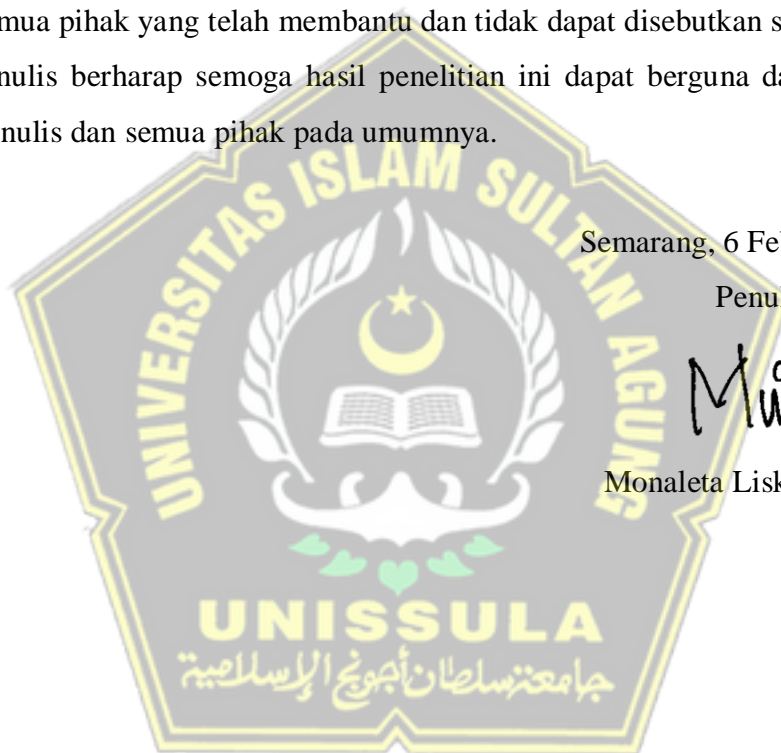 mua pihak yang telah membantu dan tidak dapat disebutkan s
nulis berharap semoga hasil penelitian ini dapat berguna da
nulis dan semua pihak pada umumnya.
Semarang, 6 Fe
Penul
Monaleta Lisk
UNIVERSITAS ISLAM SULTAN AGUNG
UNISSULA
جامعة سلطان أجونج الإسلامية